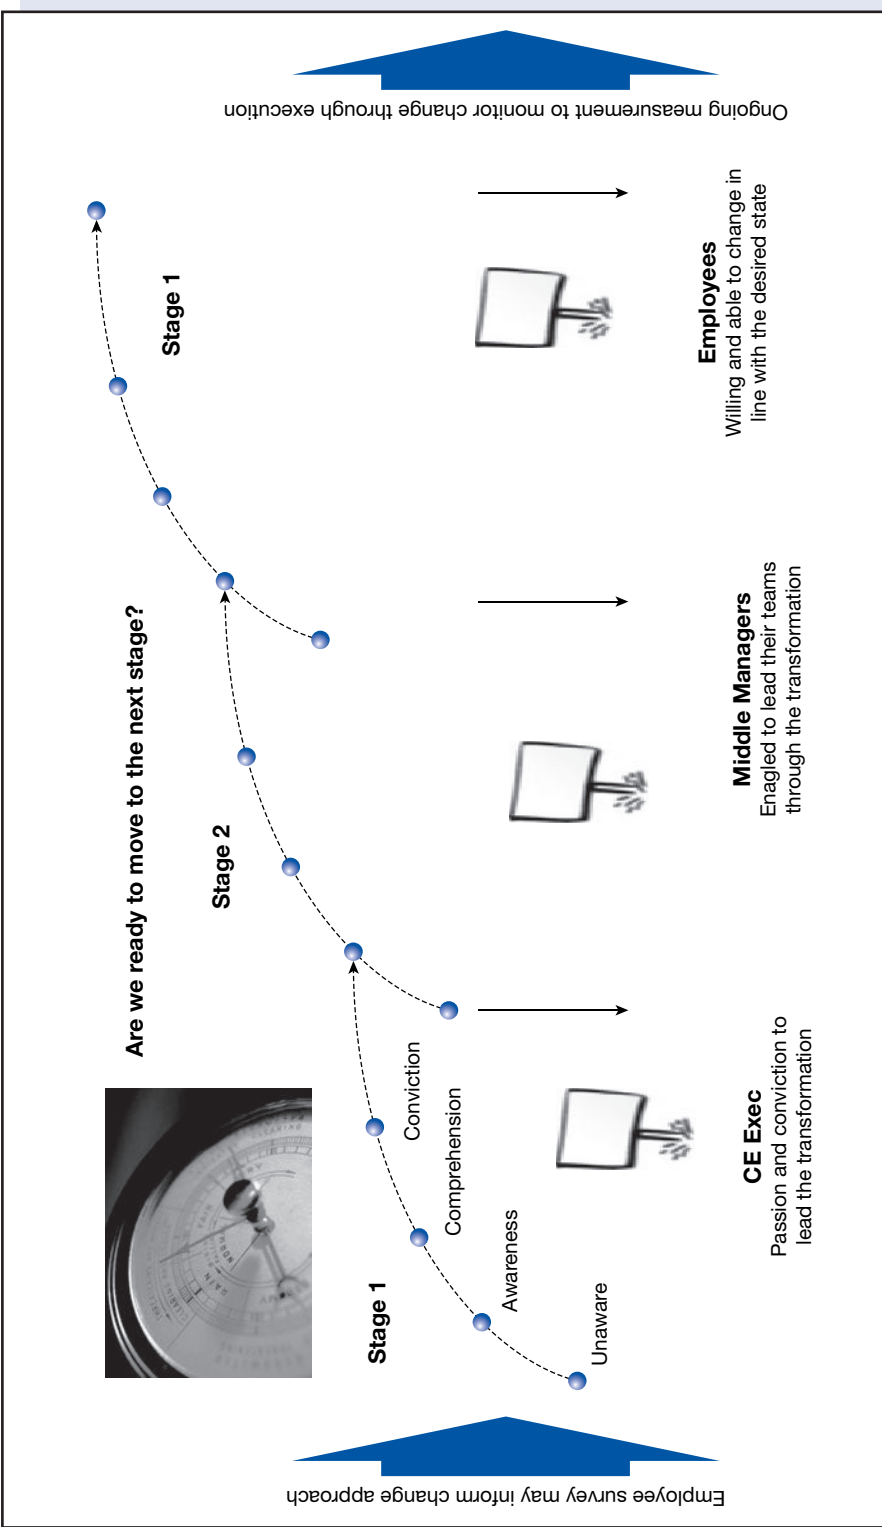 Employee survey may inform change approach
Are we ready to move to the next stage?
Stage 1
Unaware
Awareness
Comprehension
Conviction
Stage 2
Stage 1
CE Exec
Passion and conviction to
lead the transformation
Middle Managers
Enagled to lead their teams
through the transformation
Employees
Willing and able to change in
line with the desired state
Ongoing measurement to monitor change through execution
RAIN
FAIR